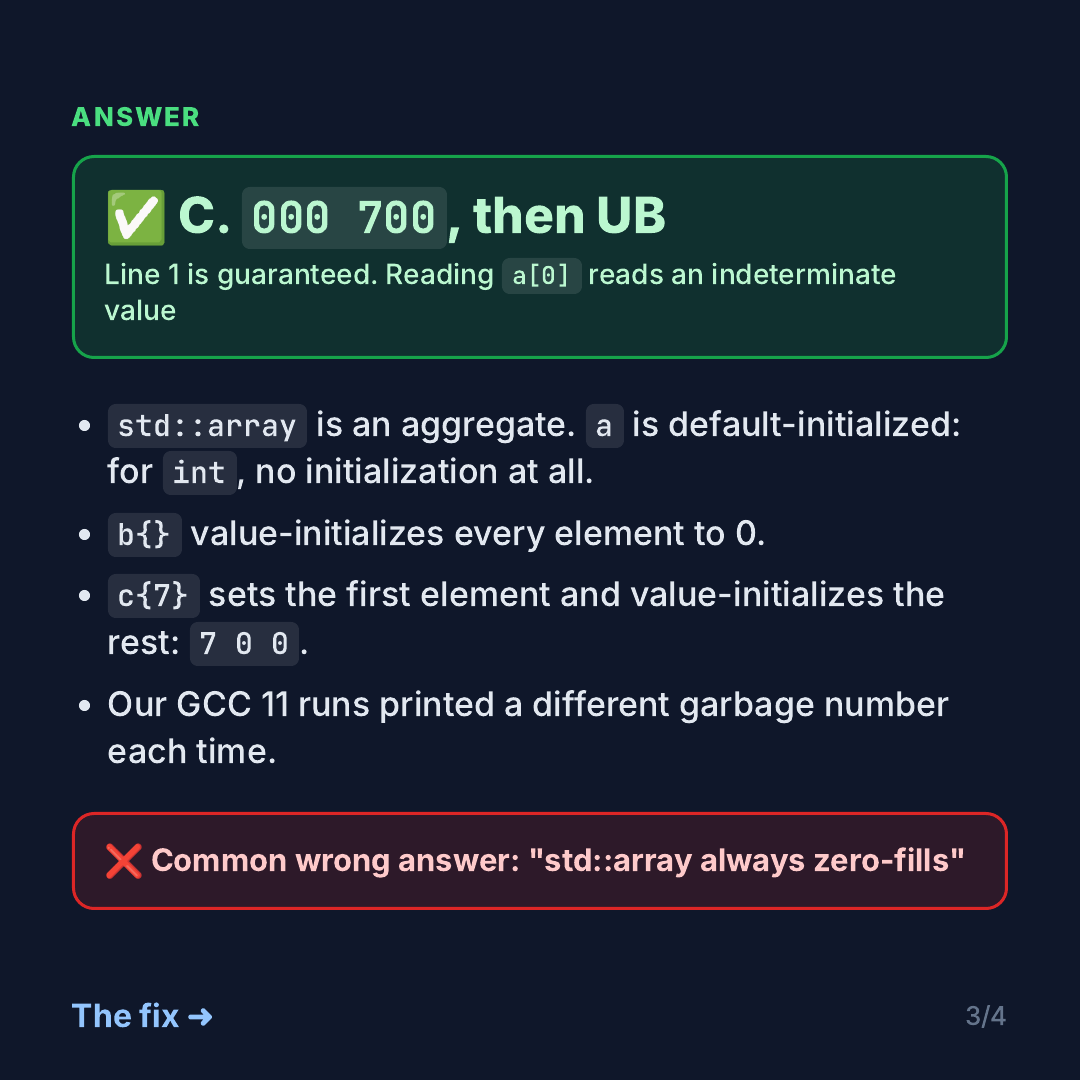 ANSWER
✅ C. 000 700, then UB
Line 1 is guaranteed. Reading a[0] reads an indeterminate
value
• std::array is an aggregate. a is default-initialized:
for int, no initialization at all.
• b{} value-initializes every element to 0.
• c{7} sets the first element and value-initializes the
rest: 7 0 0.
• Our GCC 11 runs printed a different garbage number
each time.
❌ Common wrong answer: "std::array always zero-fills"
The fix ➜
3/4